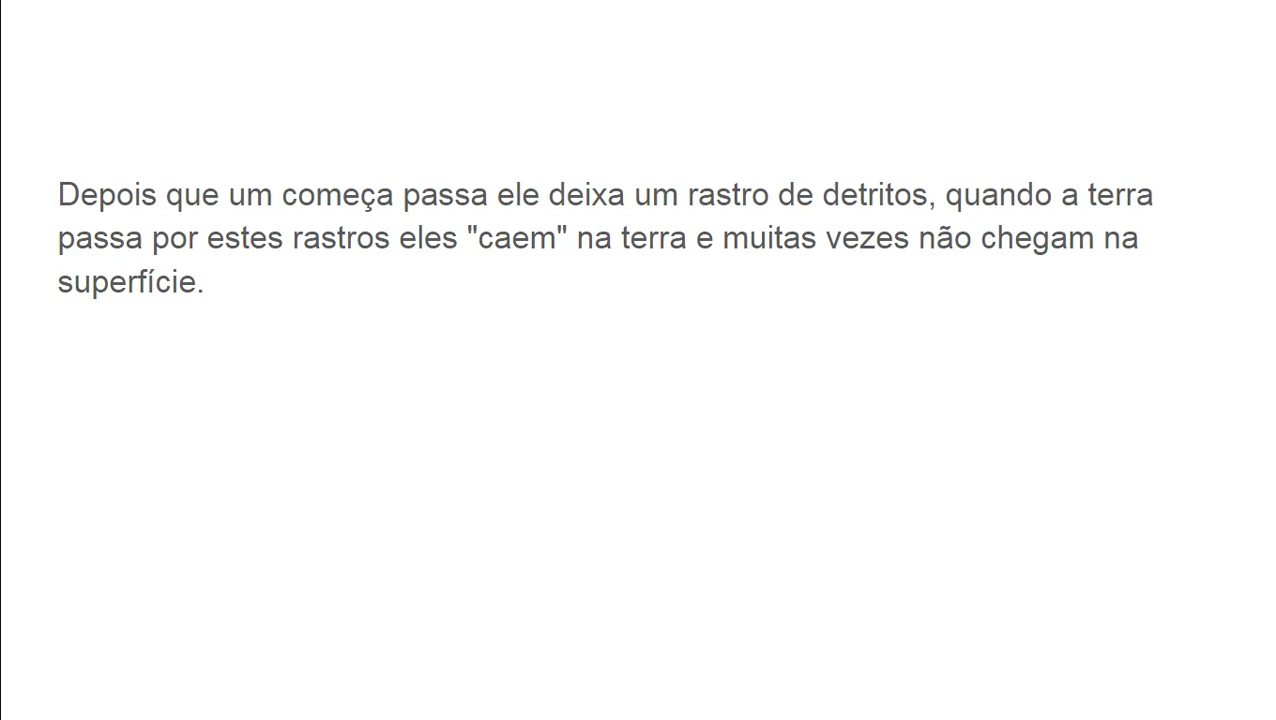 Depois que um começa passa ele deixa um rastro de detritos, quando a terra
passa por estes rastros eles "caem" na terra e muitas vezes não chegam na
superfície.